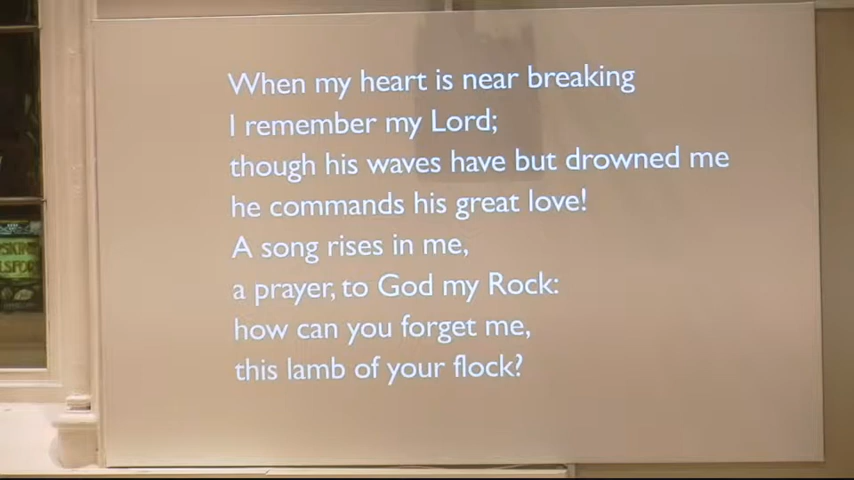 When my heart is near breaking
I remember my Lord;
though his waves have but drowned me
he commands his great love!
A song rises in me,
a prayer, to God my Rock:
how can you forget me,
this lamb of your flock?